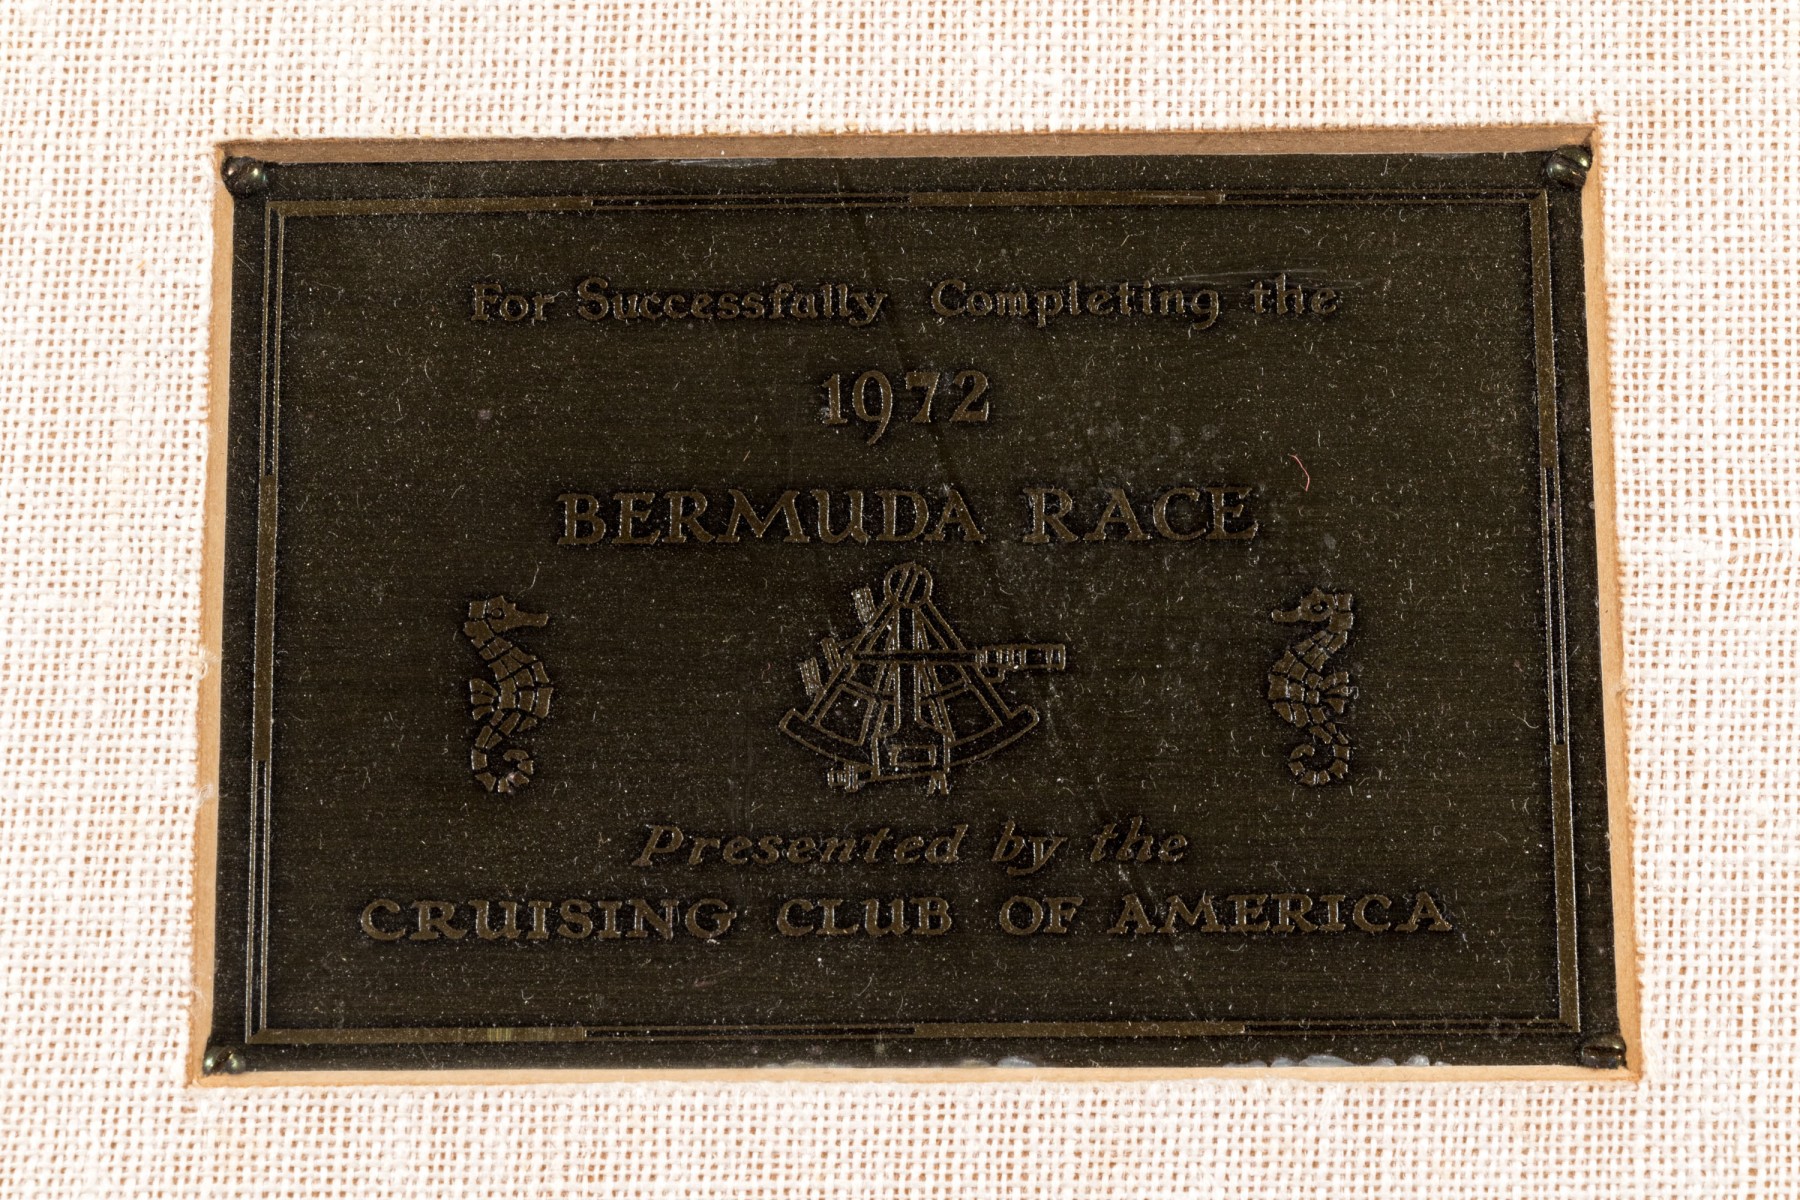 For Successfully Completing the
1972
BERMUDA RACE
Presented by the
CRUISING CLUB OF AMERICA